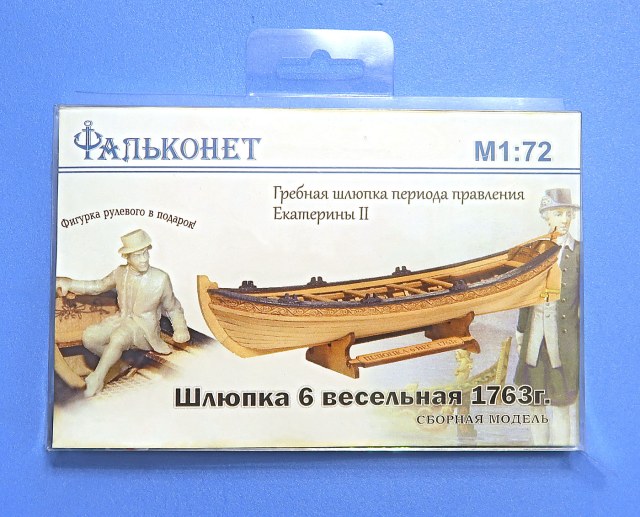 Фальконет
М1:72
Гребная шлюпка периода правления
Екатерины II
Фигурка рулевого в подарок!
Шлюпка 6 весельная 1763г.
СБОРНАЯ МОДЕЛЬ